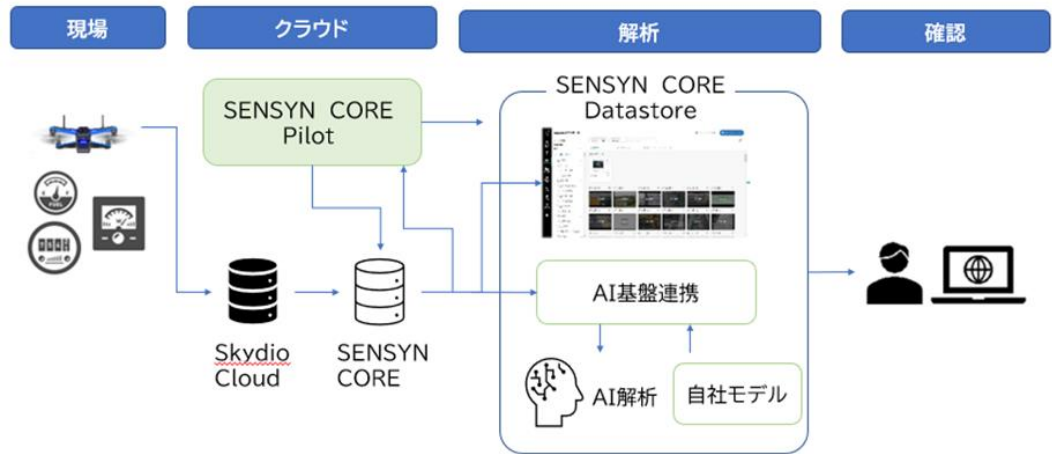 現場
クラウド
解析
確認
SENSYN CORE
Pilot
SENSYN CORE
Datastore
FUEL
Skydio
Cloud
SENSYN
CORE
AI基盤連携
AI解析
自社モデル